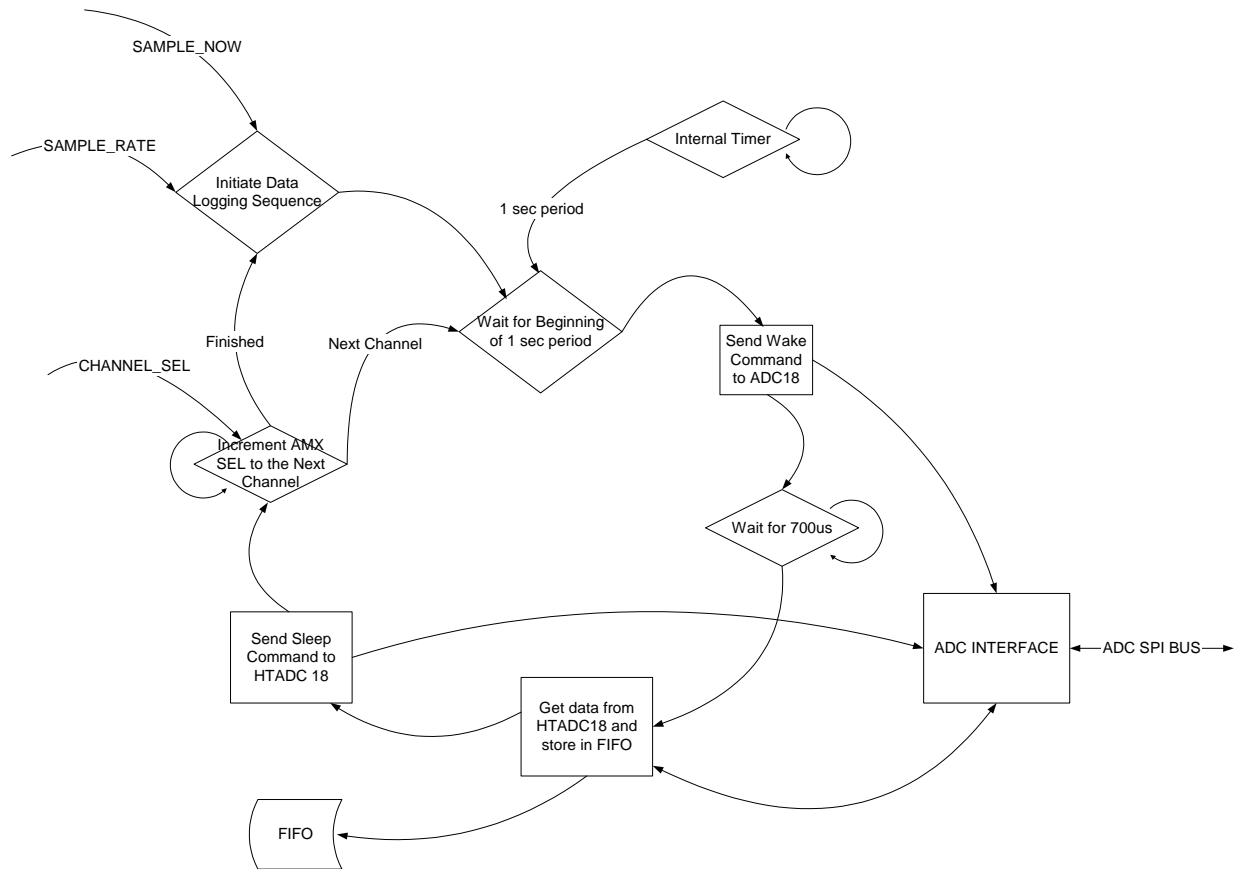 SAMPLE_NOW
SAMPLE_RATE
Initiate Data
Logging Sequence
Internal Timer
1 sec period
Wait for Beginning
of 1 sec period
Finished
Next Channel
Send Wake
Command
to ADC18
CHANNEL_SEL
Increment AMX
SEL to the Next
Channel
Wait for 700us
Send Sleep
Command to
HTADC 18
ADC INTERFACE
ADC SPI BUS
Get data from
HTADC18 and
store in FIFO
FIFO